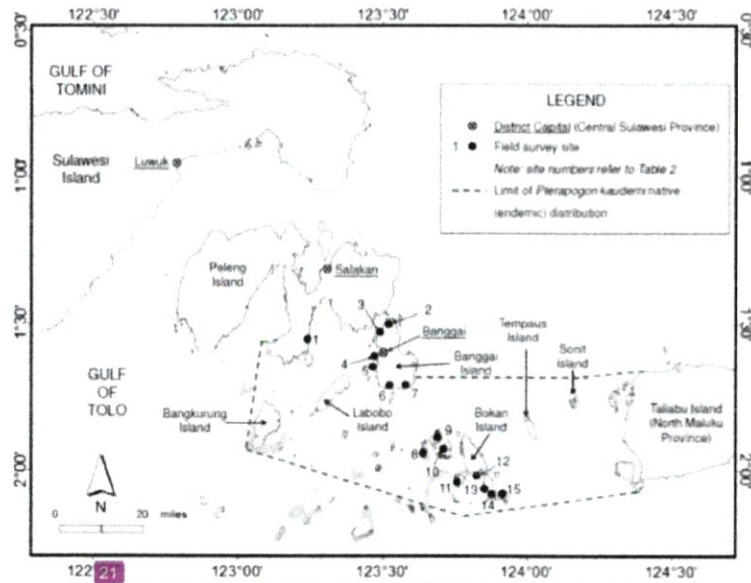 122°30'
123°00'
123°30'
124°00'
124°30'
0°30'
0°30'
GULF OF
TOMINI
Sulawesi
Island
Luwuk
LEGEND
District Capital (Central Sulawesi Province)
1 Field survey site
Note: site numbers refer to Table 2
Limit of Pterapogon kauderni native
(endemic) distribution
1°00'
1°00'
Peleng
Island
Salakan
3
2
1
Banggai
4
5
6
7
Banggai
Island
Tempaus
Island
Sonit
Island
1°30'
1°30'
GULF
OF
TOLO
Bangkurung
Island
Labobo
Island
Bokan
Island
Taliabu Island
(North Maluku
Province)
8
9
10
11
12
13
14
15
2°00'
2°00'
N
0
20
miles
122°30'
21
123°00'
123°30'
124°00'
124°30'